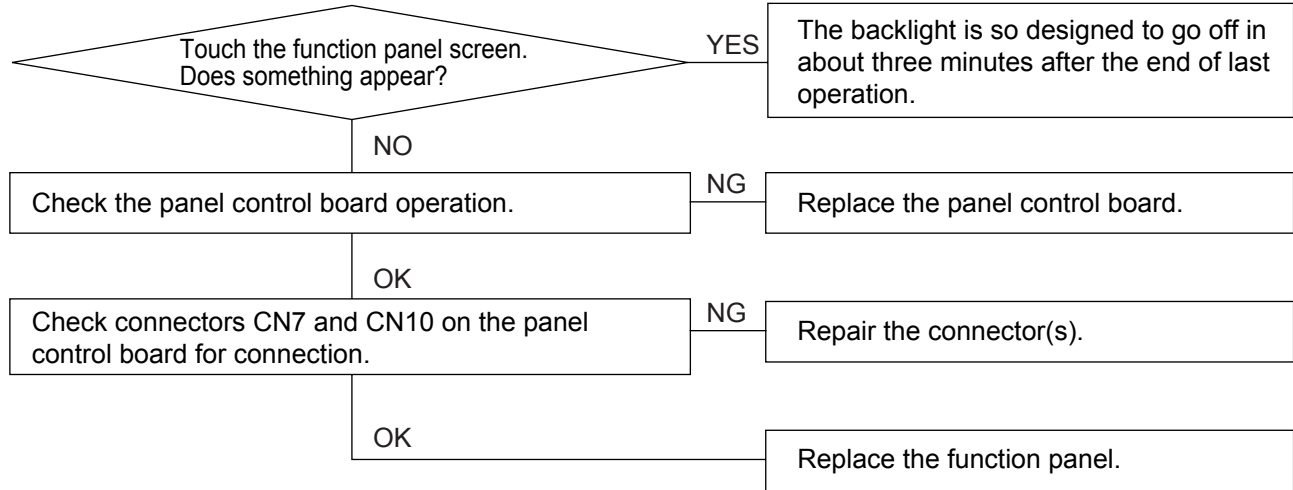 Touch the function panel screen.
Does something appear?
YES
The backlight is so designed to go off in
about three minutes after the end of last
operation.
NO
Check the panel control board operation.
NG
Replace the panel control board.
OK
Check connectors CN7 and CN10 on the panel
control board for connection.
NG
Repair the connector(s).
OK
Replace the function panel.